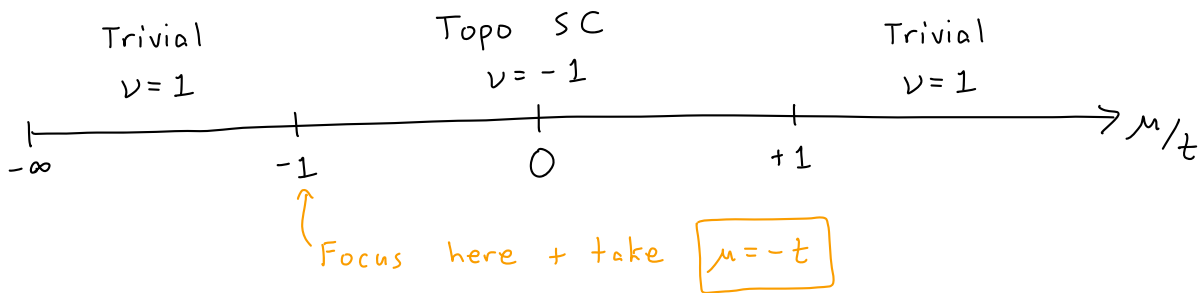 Trivial Topo SC Trivial
ν = 1 ν = - 1 ν = 1
-∞ -1 0 +1 μ/t
Focus here + take μ = -t